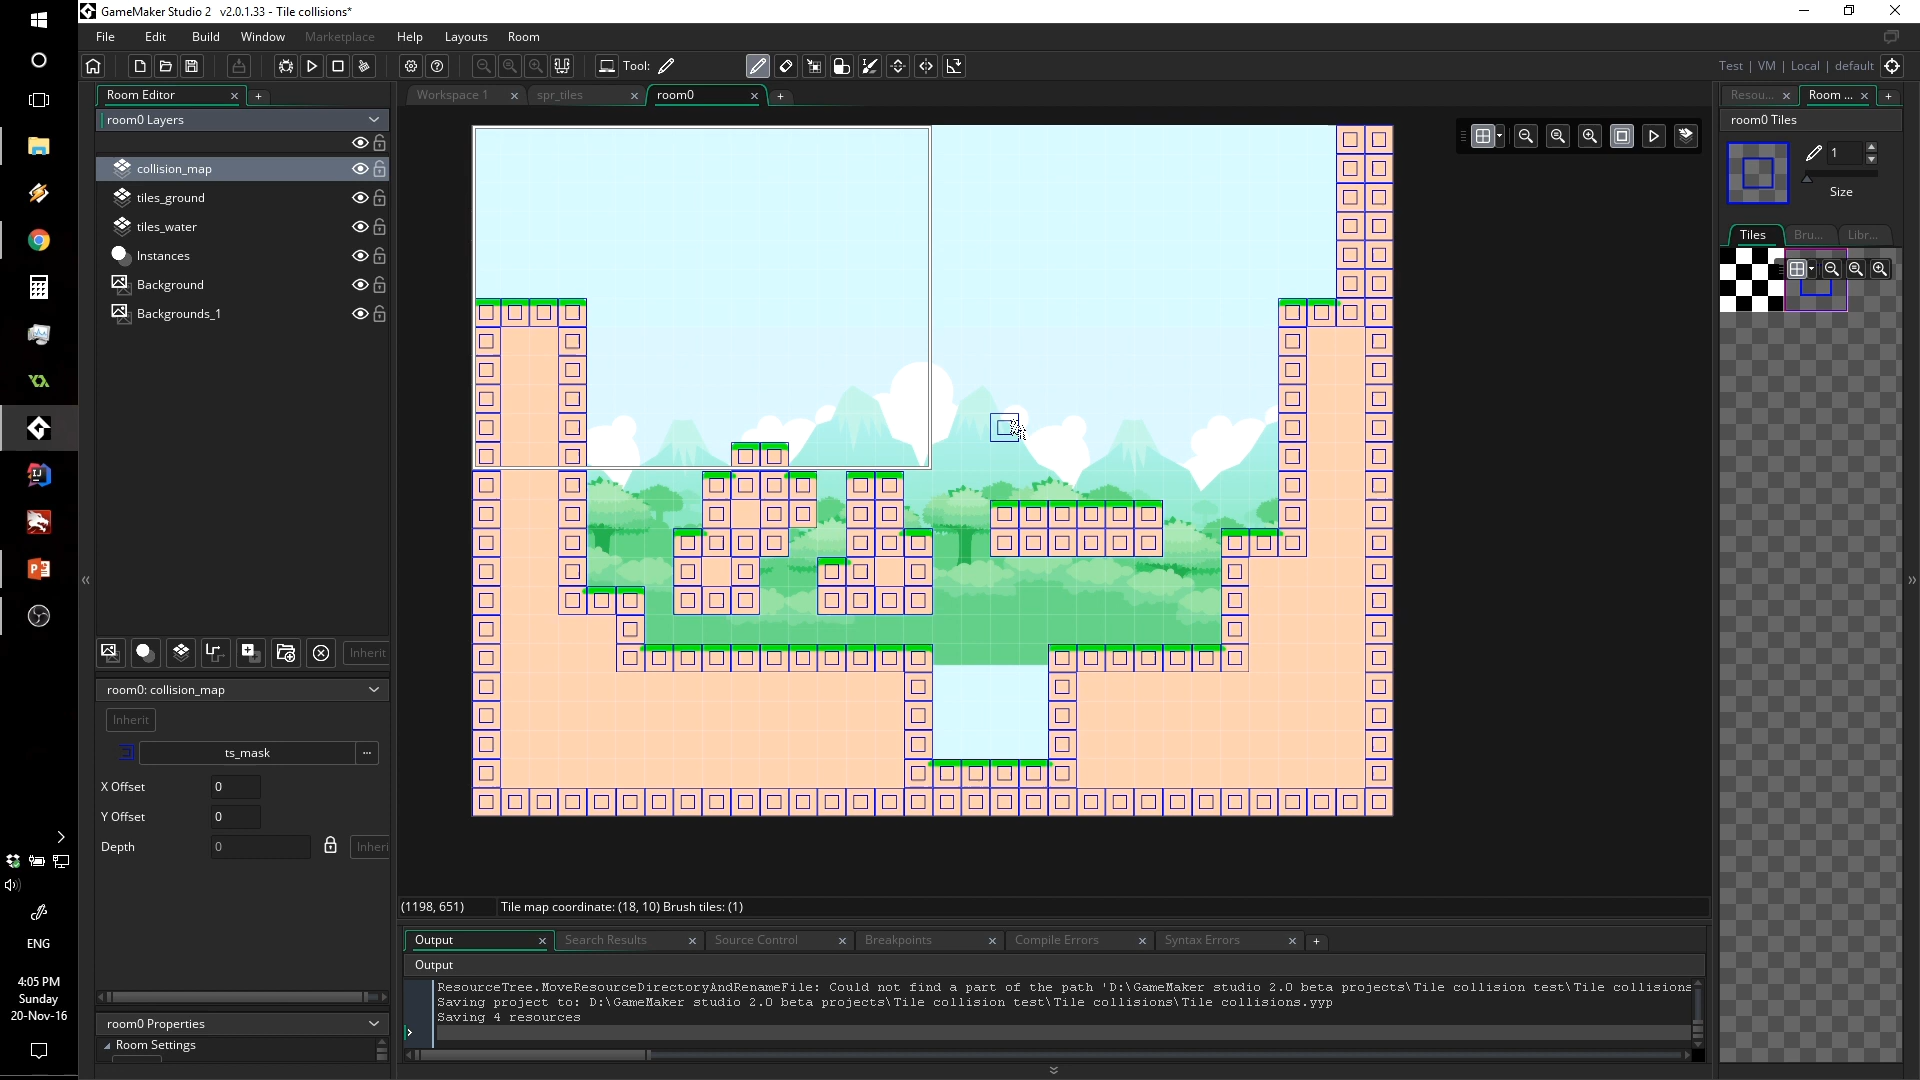 GameMaker Studio 2   v2.0.1.33 - Tile collisions*
File Edit Build Window Marketplace Help Layouts Room
Tool:
Test | VM | Local | default
Room Editor
Workspace 1
spr_tiles
room0
Resou...
Room ...
room0 Layers
room0 Tiles
collision_map
tiles_ground
tiles_water
Instances
Background
Backgrounds_1
1
Size
Tiles
Bru...
Libr...
Inherit
room0: collision_map
Inherit
ts_mask
...
X Offset 0
Y Offset 0
Depth 0
Inheri
room0 Properties
Room Settings
(1198, 651)
Tile map coordinate: (18, 10) Brush tiles: (1)
Output
Search Results
Source Control
Breakpoints
Compile Errors
Syntax Errors
Output
ResourceTree.MoveResourceDirectoryAndRenameFile: Could not find a part of the path 'D:\GameMaker studio 2.0 beta projects\Tile collision test\Tile collisions
Saving project to: D:\GameMaker studio 2.0 beta projects\Tile collision test\Tile collisions\Tile collisions.yyp
Saving 4 resources
ENG
4:05 PM
Sunday
20-Nov-16